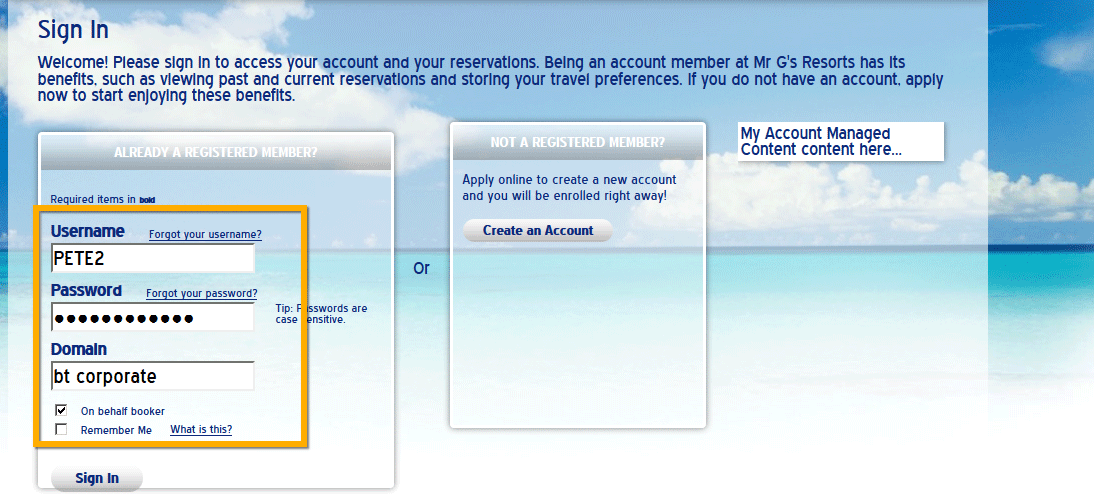 Sign In
Welcome! Please sign in to access your account and your reservations. Being an account member at Mr G's Resorts has its
benefits, such as viewing past and current reservations and storing your travel preferences. If you do not have an account, apply
now to start enjoying these benefits.
ALREADY A REGISTERED MEMBER?
Required items in bold
Username Forgot your username?
PETE2
Password Forgot your password?
●●●●●●●●●●●●
Tip: Passwords are
case sensitive.
Domain
bt corporate
On behalf booker
Remember Me What is this?
Sign In
Or
NOT A REGISTERED MEMBER?
Apply online to create a new account
and you will be enrolled right away!
Create an Account
My Account Managed
Content content here...